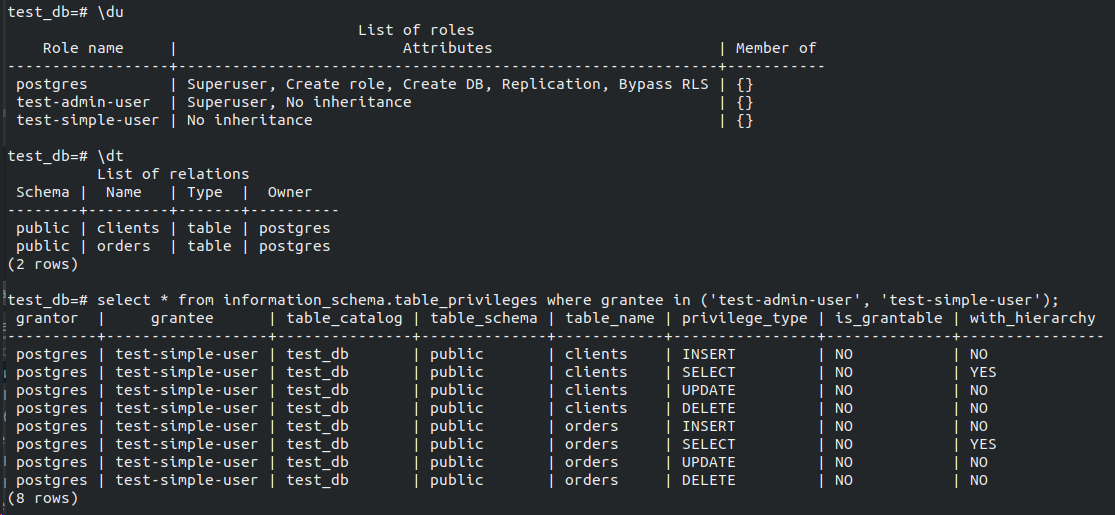 test_db=# \du
                                       List of roles
    Role name     |                         Attributes                         | Member of
------------------+------------------------------------------------------------+-----------
 postgres         | Superuser, Create role, Create DB, Replication, Bypass RLS | {}
 test-admin-user  | Superuser, No inheritance                                  | {}
 test-simple-user | No inheritance                                             | {}

test_db=# \dt
          List of relations
 Schema |  Name   | Type  |  Owner
--------+---------+-------+----------
 public | clients | table | postgres
 public | orders  | table | postgres
(2 rows)

test_db=# select * from information_schema.table_privileges where grantee in ('test-admin-user', 'test-simple-user');
 grantor  |     grantee      | table_catalog | table_schema | table_name | privilege_type | is_grantable | with_hierarchy
----------+------------------+---------------+--------------+------------+----------------+--------------+----------------
 postgres | test-simple-user | test_db       | public       | clients    | INSERT         | NO           | NO
 postgres | test-simple-user | test_db       | public       | clients    | SELECT         | NO           | YES
 postgres | test-simple-user | test_db       | public       | clients    | UPDATE         | NO           | NO
 postgres | test-simple-user | test_db       | public       | clients    | DELETE         | NO           | NO
 postgres | test-simple-user | test_db       | public       | orders     | INSERT         | NO           | NO
 postgres | test-simple-user | test_db       | public       | orders     | SELECT         | NO           | YES
 postgres | test-simple-user | test_db       | public       | orders     | UPDATE         | NO           | NO
 postgres | test-simple-user | test_db       | public       | orders     | DELETE         | NO           | NO
(8 rows)